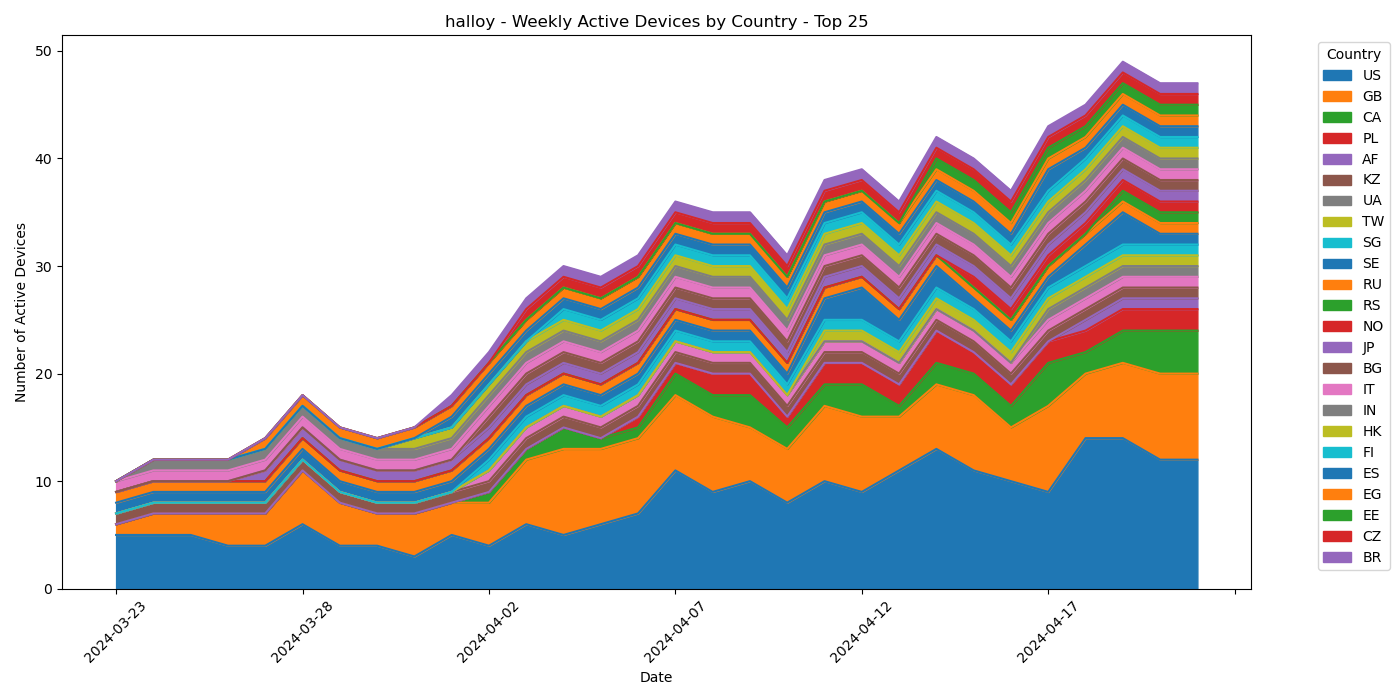 halloy - Weekly Active Devices by Country - Top 25
Number of Active Devices
50
40
30
20
10
0
2024-03-23
2024-03-28
2024-04-02
2024-04-07
2024-04-12
2024-04-17
Date
Country
US
GB
CA
PL
AF
KZ
UA
TW
SG
SE
RU
RS
NO
JP
BG
IT
IN
HK
FI
ES
EG
EE
CZ
BR